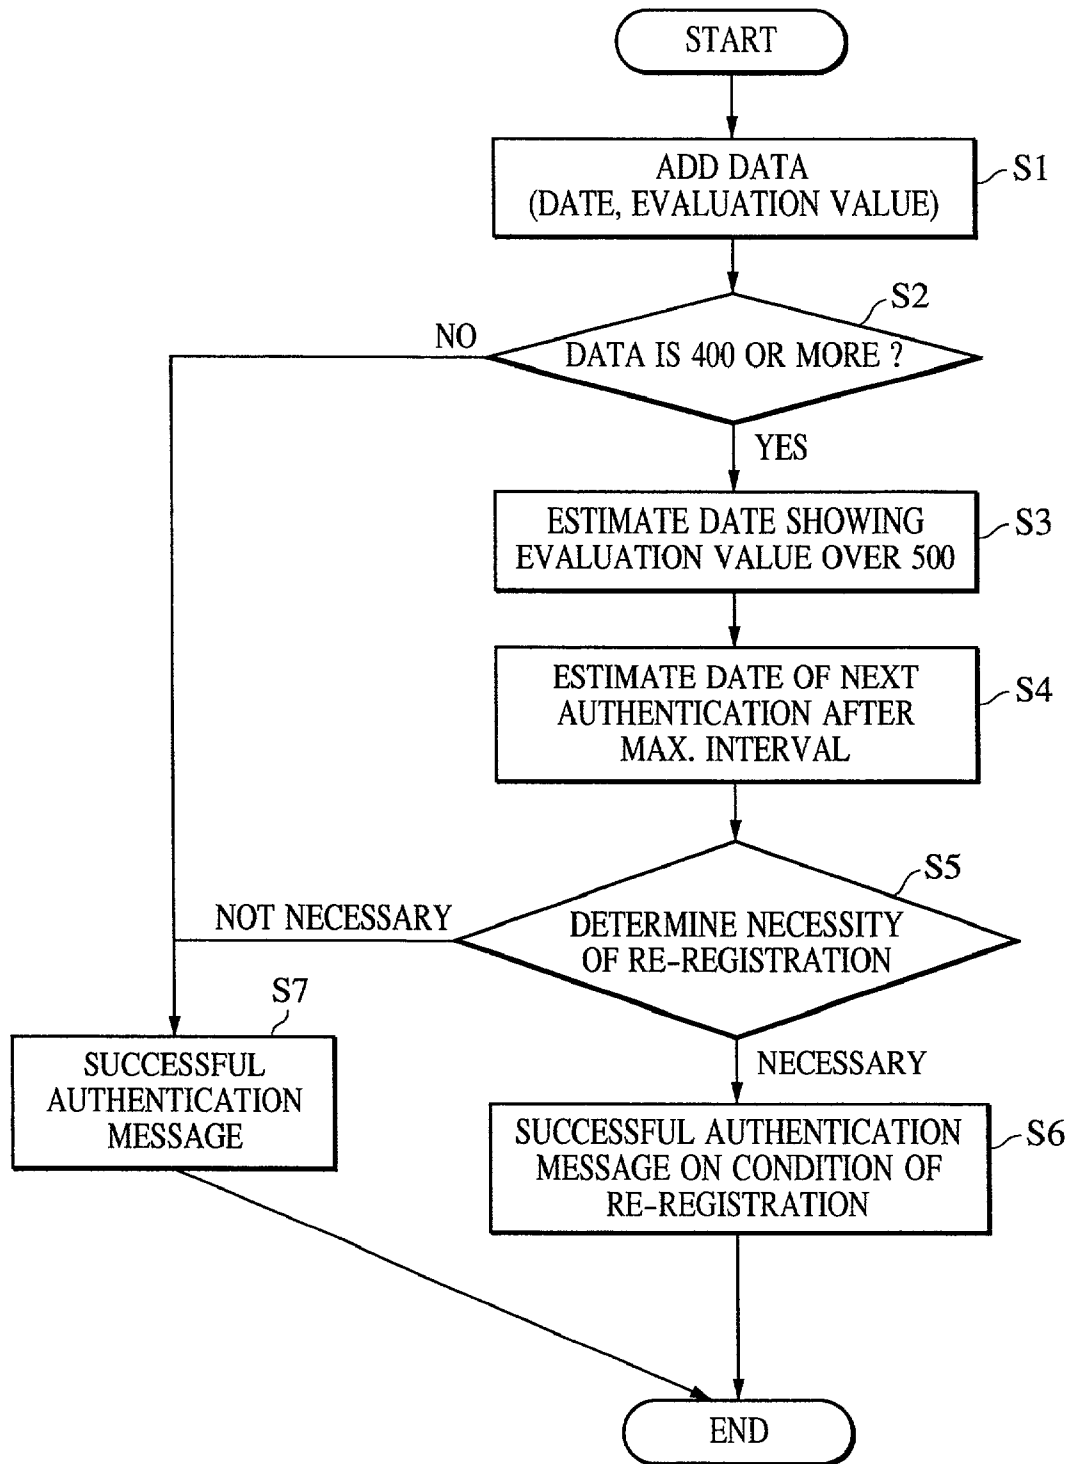 START
ADD DATA
(DATE, EVALUATION VALUE)
S1
S2
NO
DATA IS 400 OR MORE ?
YES
ESTIMATE DATE SHOWING
EVALUATION VALUE OVER 500
S3
ESTIMATE DATE OF NEXT
AUTHENTICATION AFTER
MAX. INTERVAL
S4
S5
NOT NECESSARY
DETERMINE NECESSITY
OF RE-REGISTRATION
S7
SUCCESSFUL
AUTHENTICATION
MESSAGE
NECESSARY
SUCCESSFUL AUTHENTICATION
MESSAGE ON CONDITION OF
RE-REGISTRATION
S6
END